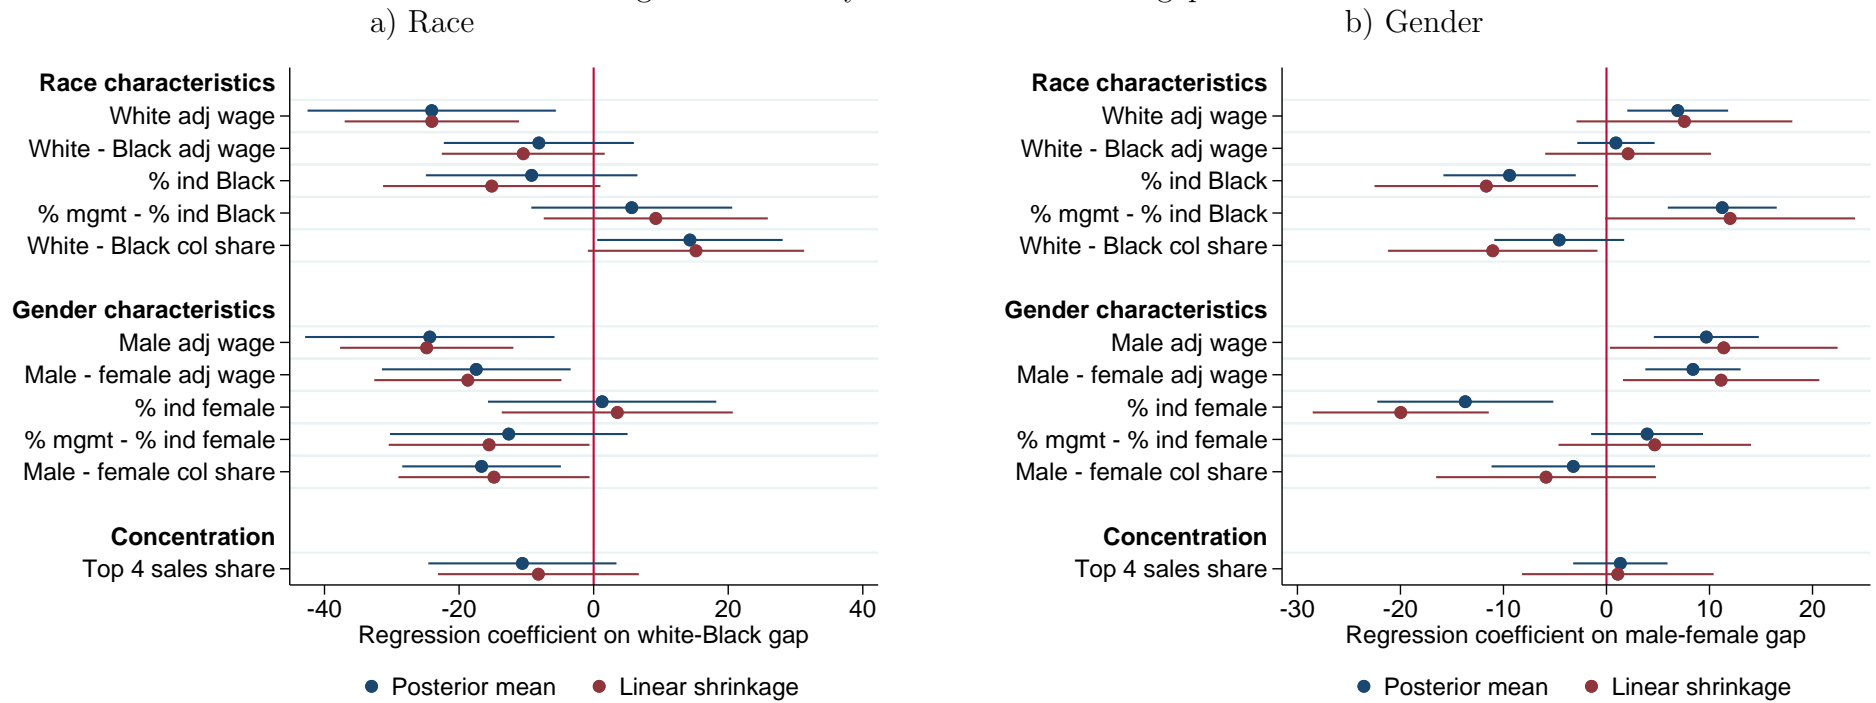 a) Race
Race characteristics
White adj wage
White - Black adj wage
% ind Black
% mgmt - % ind Black
White - Black col share
Gender characteristics
Male adj wage
Male - female adj wage
% ind female
% mgmt - % ind female
Male - female col share
Concentration
Top 4 sales share
-40 -20 0 20 40
Regression coefficient on white-Black gap
Posterior mean Linear shrinkage
b) Gender
Race characteristics
White adj wage
White - Black adj wage
% ind Black
% mgmt - % ind Black
White - Black col share
Gender characteristics
Male adj wage
Male - female adj wage
% ind female
% mgmt - % ind female
Male - female col share
Concentration
Top 4 sales share
-30 -20 -10 0 10 20
Regression coefficient on male-female gap
Posterior mean Linear shrinkage